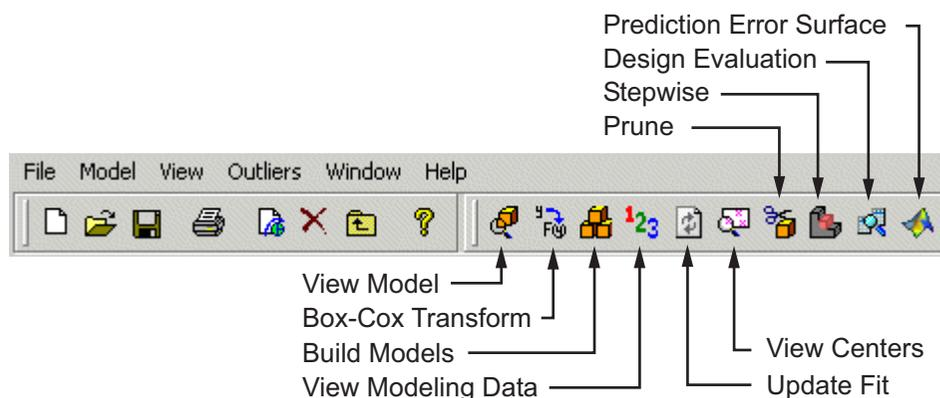 Prediction Error Surface
Design Evaluation
Stepwise
Prune
File Model View Outliers Window Help
y
F(y)
123
View Model
Box-Cox Transform
Build Models
View Modeling Data
View Centers
Update Fit